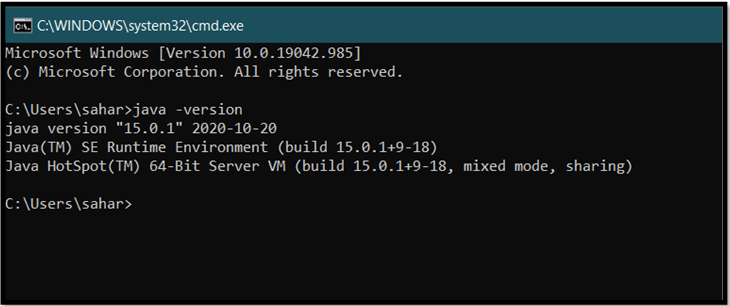 C:\WINDOWS\system32\cmd.exe
Microsoft Windows [Version 10.0.19042.985]
(c) Microsoft Corporation. All rights reserved.
C:\Users\sahar>java -version
java version "15.0.1" 2020-10-20
Java(TM) SE Runtime Environment (build 15.0.1+9-18)
Java HotSpot(TM) 64-Bit Server VM (build 15.0.1+9-18, mixed mode, sharing)
C:\Users\sahar>